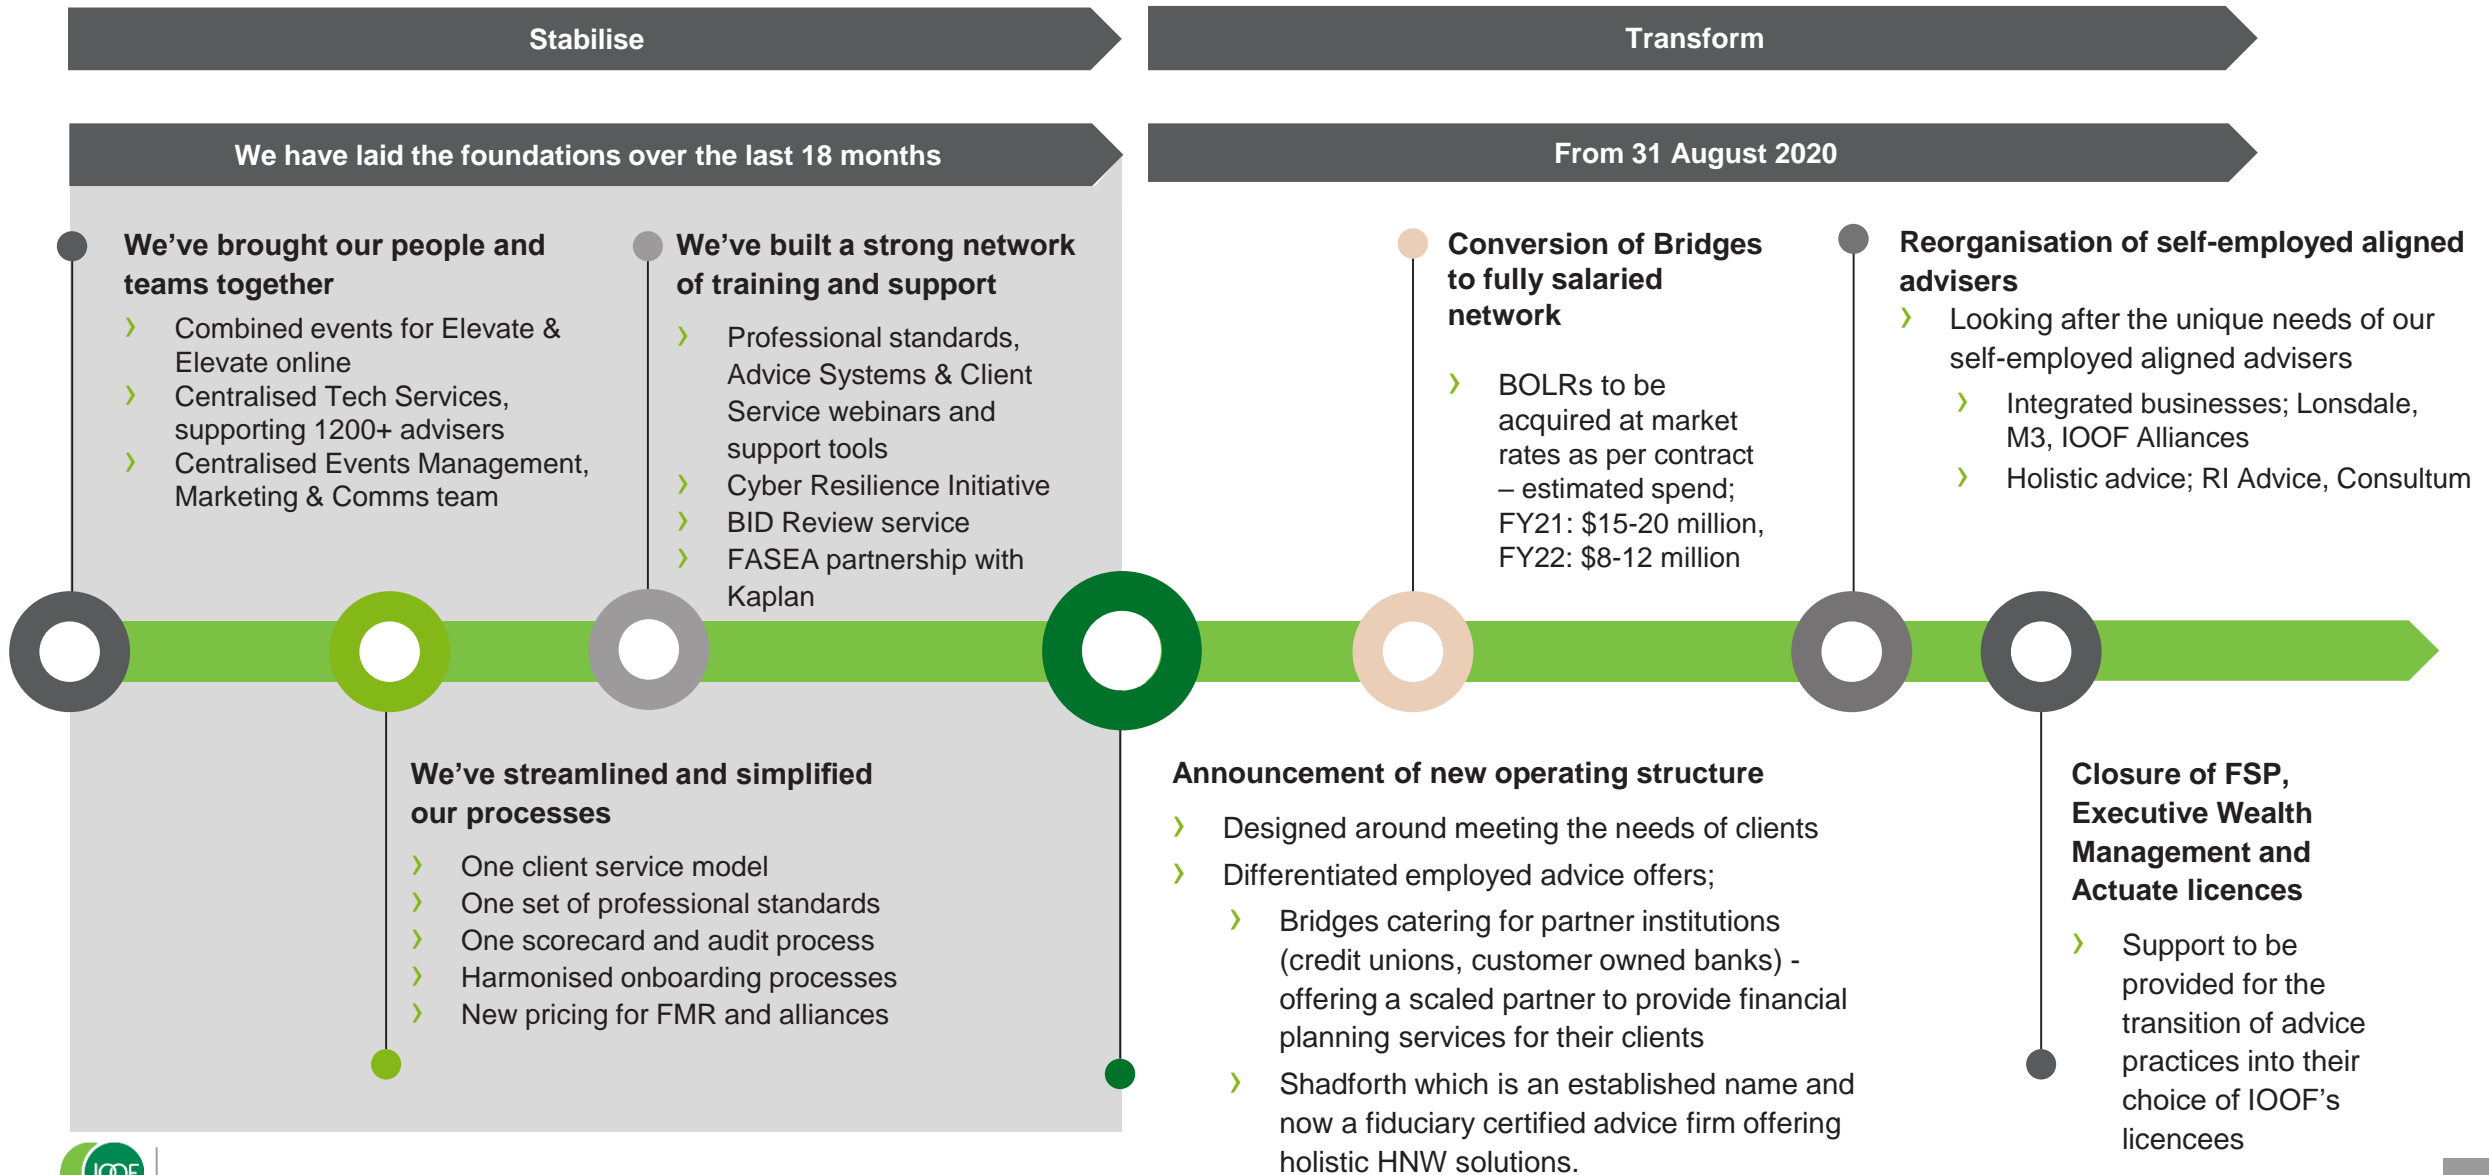 Stabilise
Transform
We have laid the foundations over the last 18 months
From 31 August 2020
We’ve brought our people and
teams together
› Combined events for Elevate &
Elevate online
› Centralised Tech Services,
supporting 1200+ advisers
› Centralised Events Management,
Marketing & Comms team
We’ve built a strong network
of training and support
› Professional standards,
Advice Systems & Client
Service webinars and
support tools
› Cyber Resilience Initiative
› BID Review service
› FASEA partnership with
Kaplan
Conversion of Bridges
to fully salaried
network
› BOLRs to be
acquired at market
rates as per contract
– estimated spend;
FY21: $15-20 million,
FY22: $8-12 million
Reorganisation of self-employed aligned
advisers
› Looking after the unique needs of our
self-employed aligned advisers
› Integrated businesses; Lonsdale,
M3, IOOF Alliances
› Holistic advice; RI Advice, Consultum
We’ve streamlined and simplified
our processes
› One client service model
› One set of professional standards
› One scorecard and audit process
› Harmonised onboarding processes
› New pricing for FMR and alliances
Announcement of new operating structure
› Designed around meeting the needs of clients
› Differentiated employed advice offers;
› Bridges catering for partner institutions
(credit unions, customer owned banks) -
offering a scaled partner to provide financial
planning services for their clients
› Shadforth which is an established name and
now a fiduciary certified advice firm offering
holistic HNW solutions.
Closure of FSP,
Executive Wealth
Management and
Actuate licences
› Support to be
provided for the
transition of advice
practices into their
choice of IOOF’s
licencees
IOOF